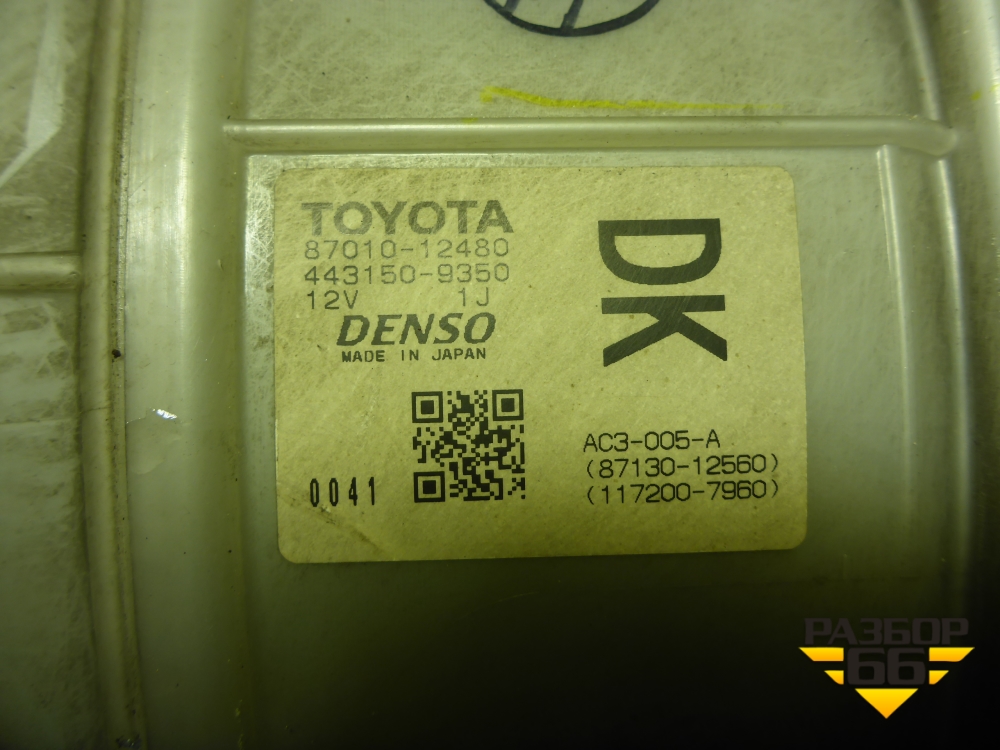 TOYOTA
87010-12480
443150-9350
12V 1J
DENSO
MADE IN JAPAN
0041
DK
AC3-005-A
(87130-12560)
(117200-7960)
РАЗБОР
66